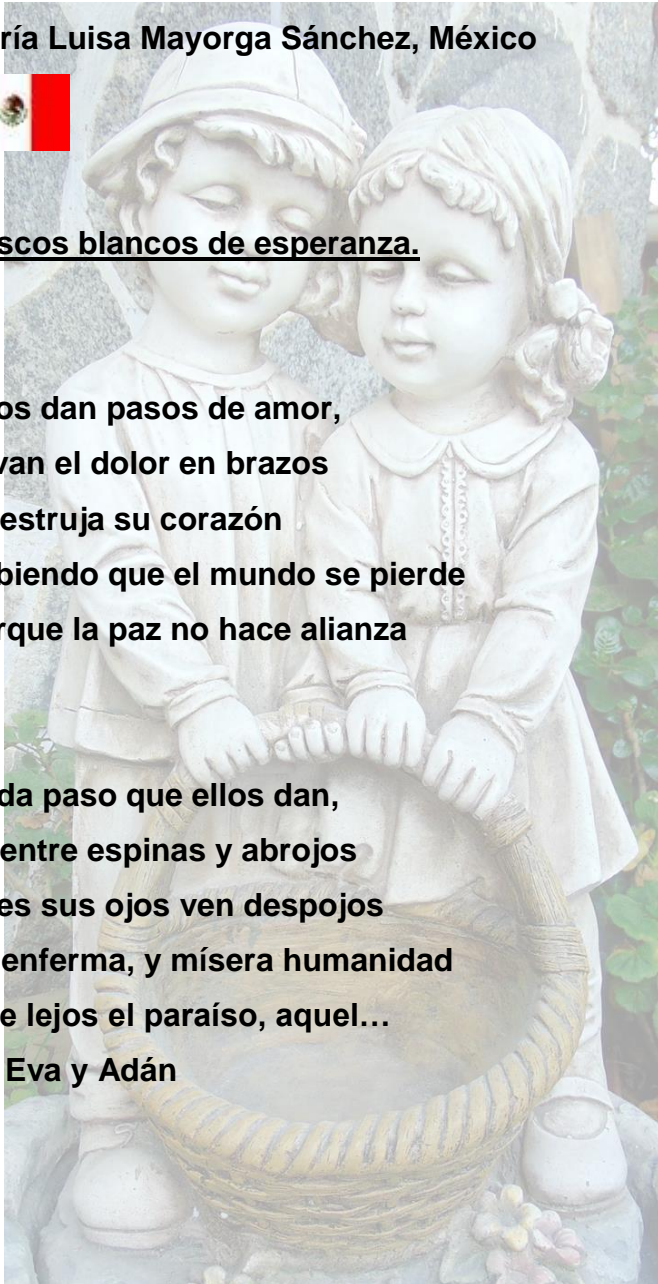 ría Luisa Mayorga Sánchez, México
scos blancos de esperanza.
os dan pasos de amor,
van el dolor en brazos
estruja su corazón
biendo que el mundo se pierde
rque la paz no hace alianza
da paso que ellos dan,
entre espinas y abrojos
es sus ojos ven despojos
enferma, y mísera humanidad
e lejos el paraíso, aquel…
Eva y Adán